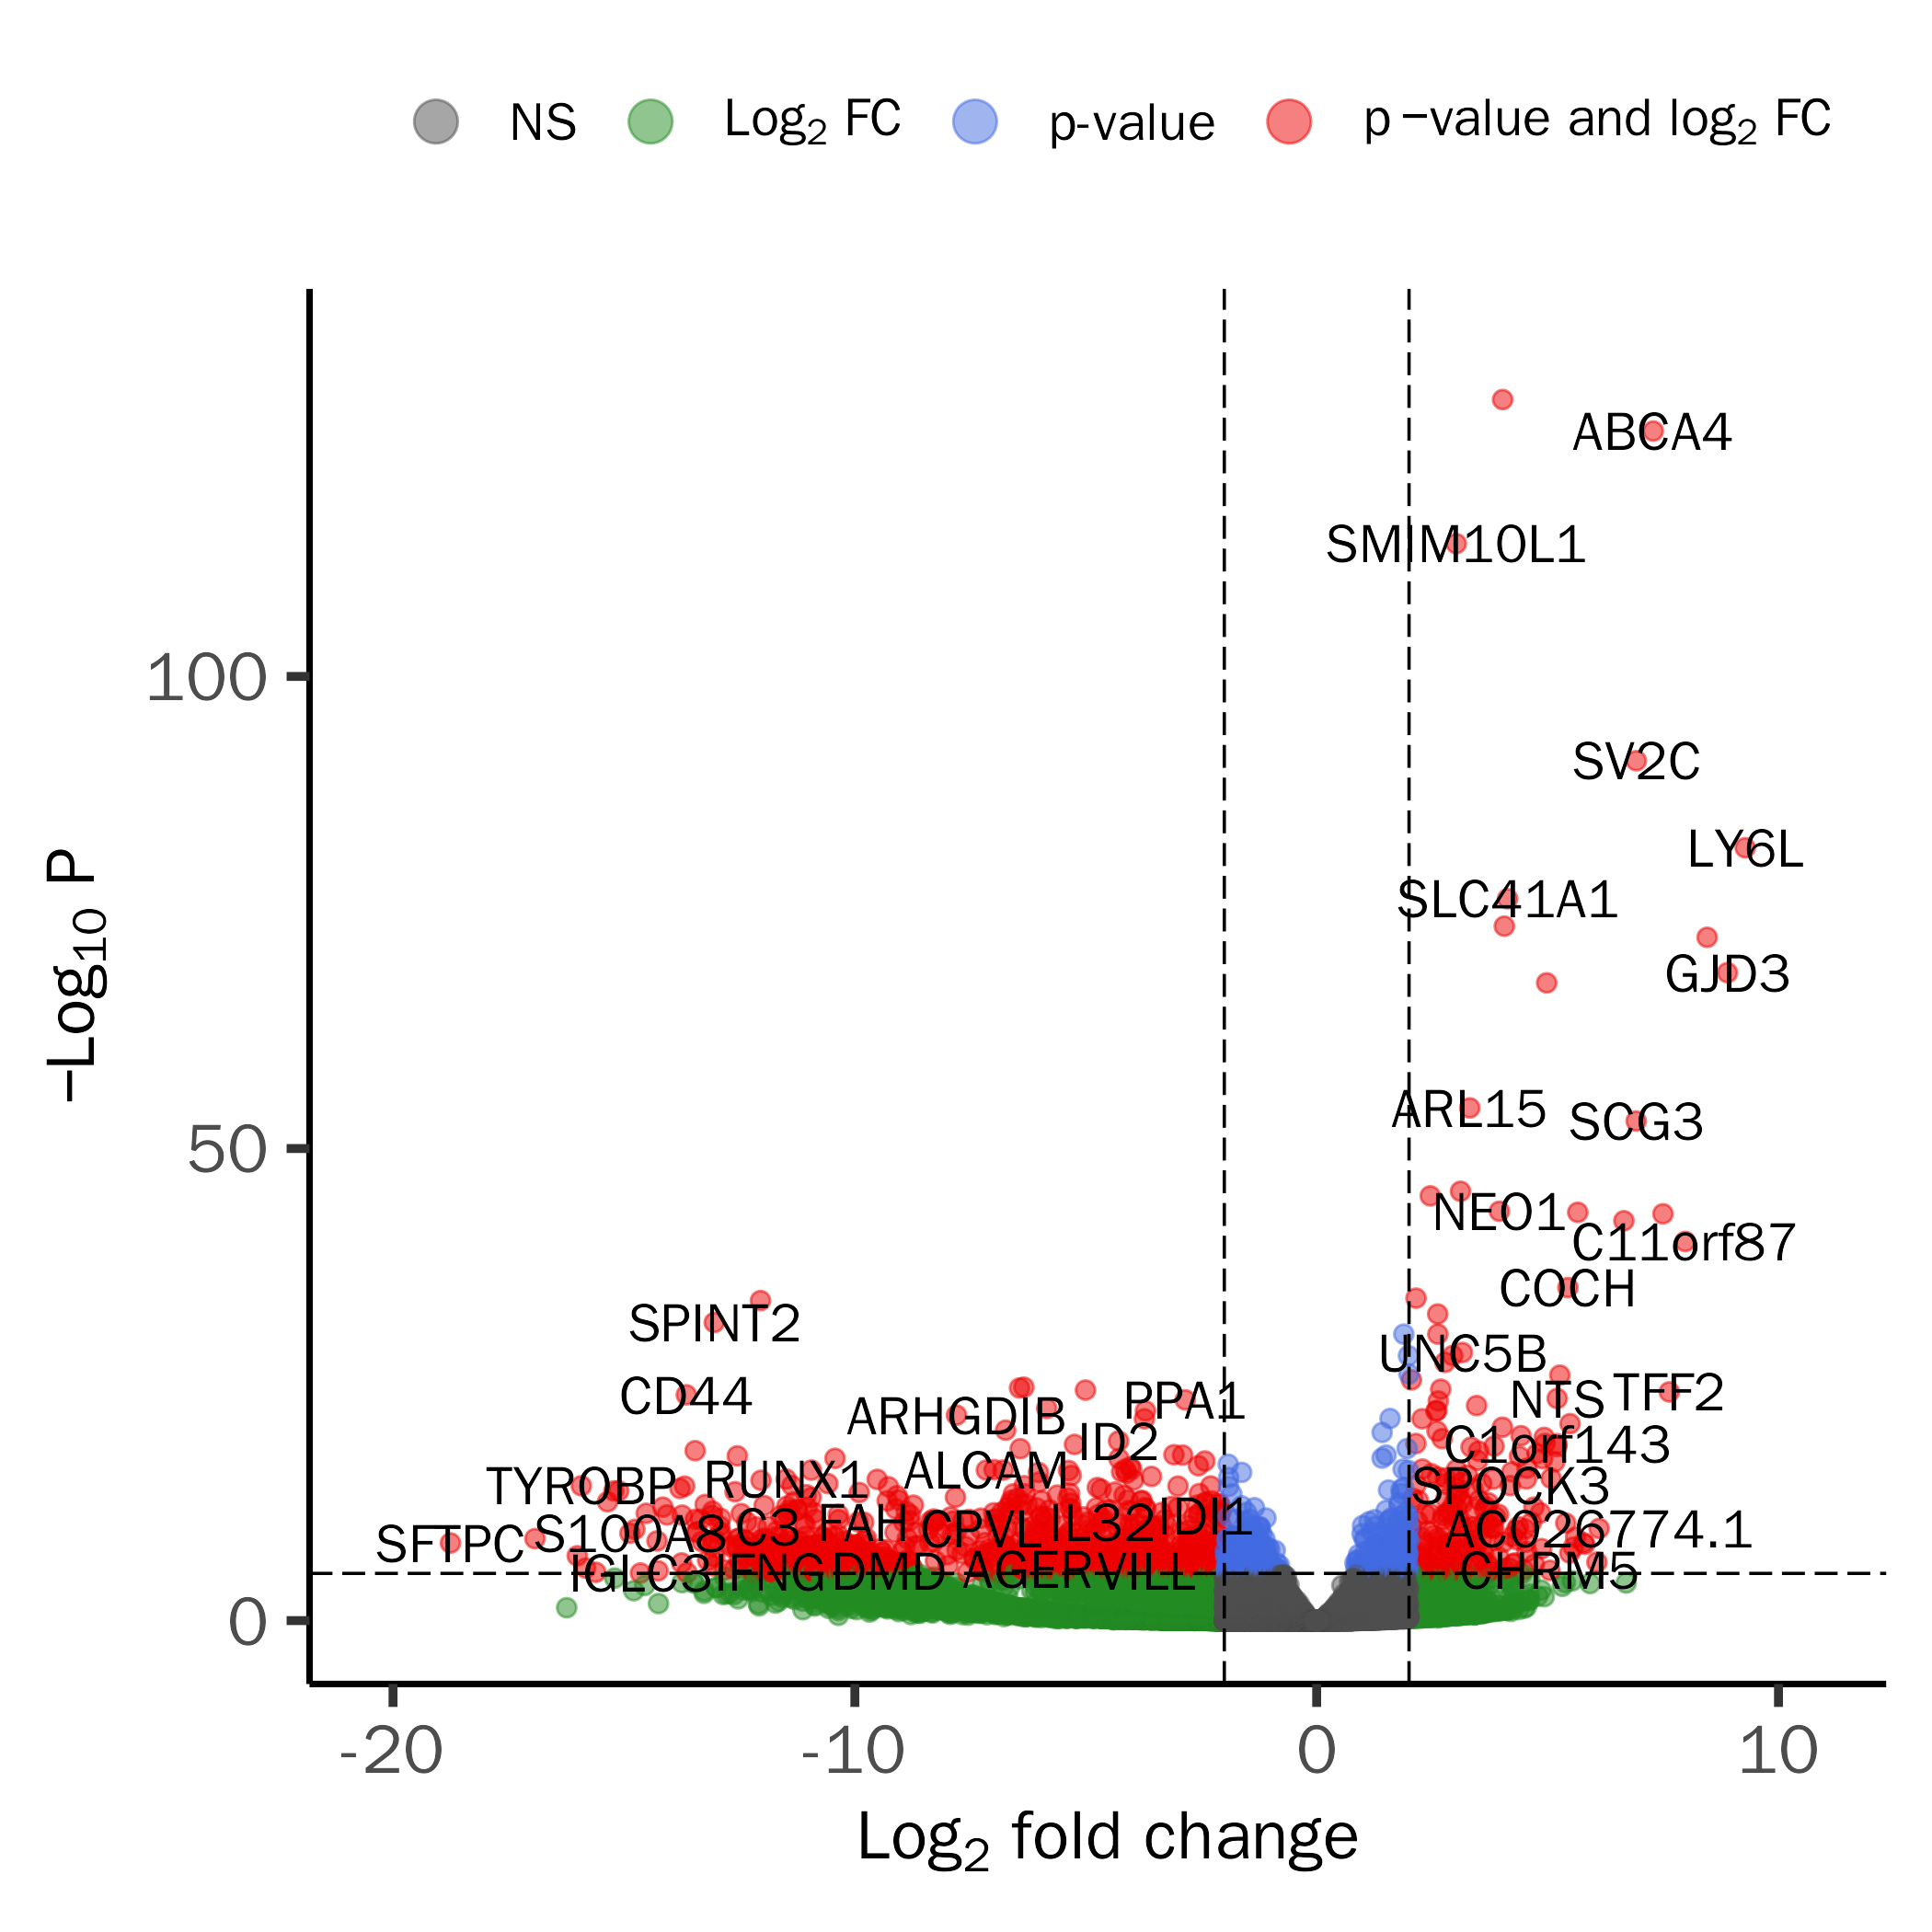 NS Log2 FC p-value p −value and log2 FC
ABCA4
SMIM10L1
100
SV2C
LY6L
SLC41A1
GJD3
−Log10 P
ARL15 SCG3
50
NEO1
C11orf87
COCH
SPINT2
UNC5B
CD44 ARHGDIB PPA1 NTS TFF2
ID2 C1orf143
TYROBP RUNX1 ALCAM SPOCK3
SFTPC S100A8 C3 FAH CPVL IL32 IDI1 AC026774.1
IGLC3 IFNG DMD AGER VILL CHRM5
0
-20 -10 0 10
Log2 fold change